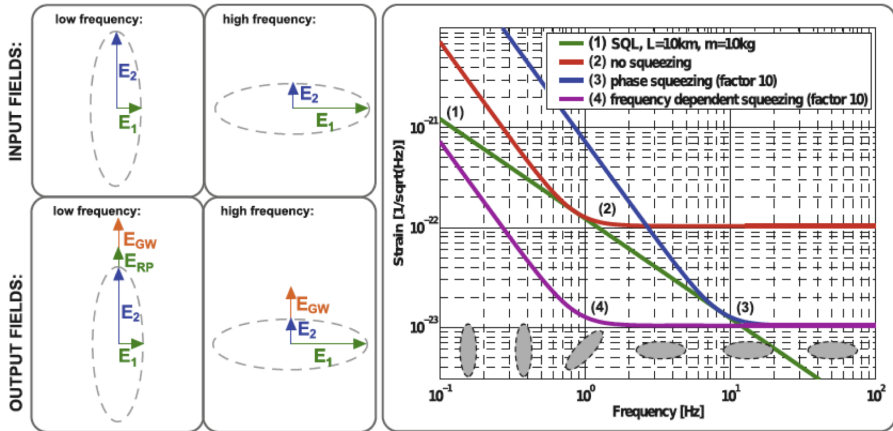 INPUT FIELDS:
low frequency:
E2
E1
high frequency:
E2
E1
OUTPUT FIELDS:
low frequency:
EGW
ERP
E2
E1
high frequency:
EGW
E2
E1
(1) SQL, L=10km, m=10kg
(2) no squeezing
(3) phase squeezing (factor 10)
(4) frequency dependent squeezing (factor 10)
Strain [1/sqrt(Hz)]
10⁻²¹
10⁻²²
10⁻²³
(1)
(2)
(3)
(4)
10⁻¹
10⁰
10¹
10²
Frequency [Hz]